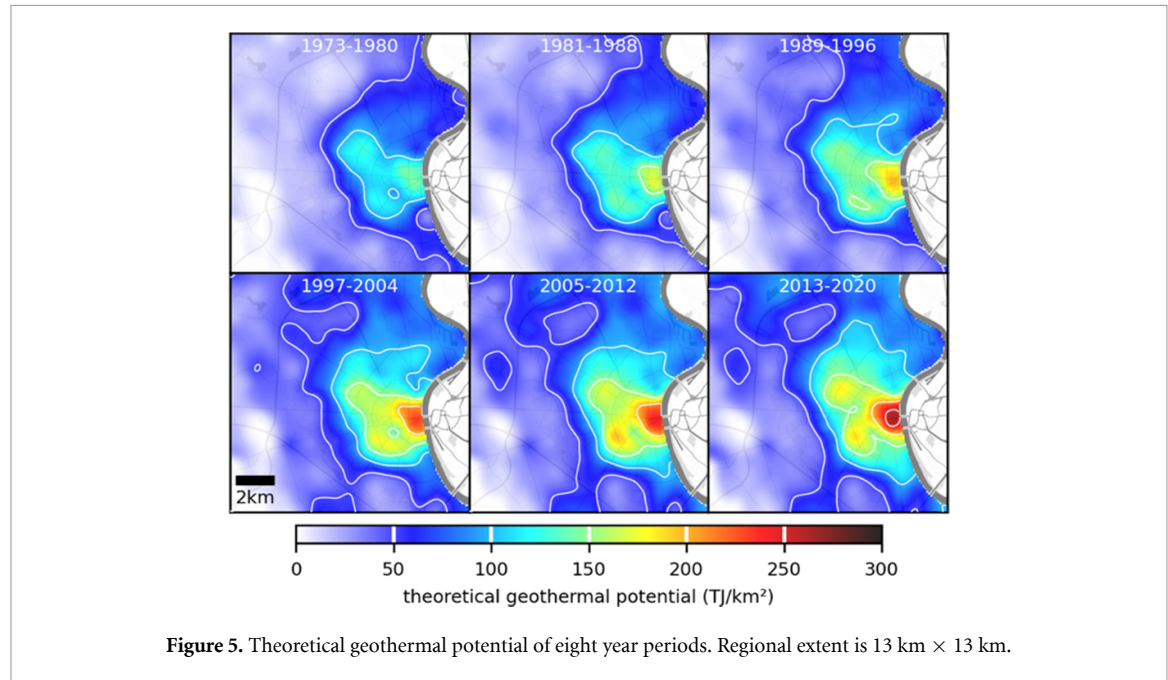 1973-1980 1981-1988 1989-1996
1997-2004 2005-2012 2013-2020
2km
0 50 100 150 200 250 300
theoretical geothermal potential (TJ/km²)
Figure 5. Theoretical geothermal potential of eight year periods. Regional extent is 13 km × 13 km.